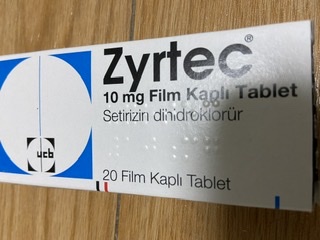 Zyrtec®
10 mg Film Kaplı Tablet
Setirizin dihidroklorür
20 Film Kaplı Tablet
ucb